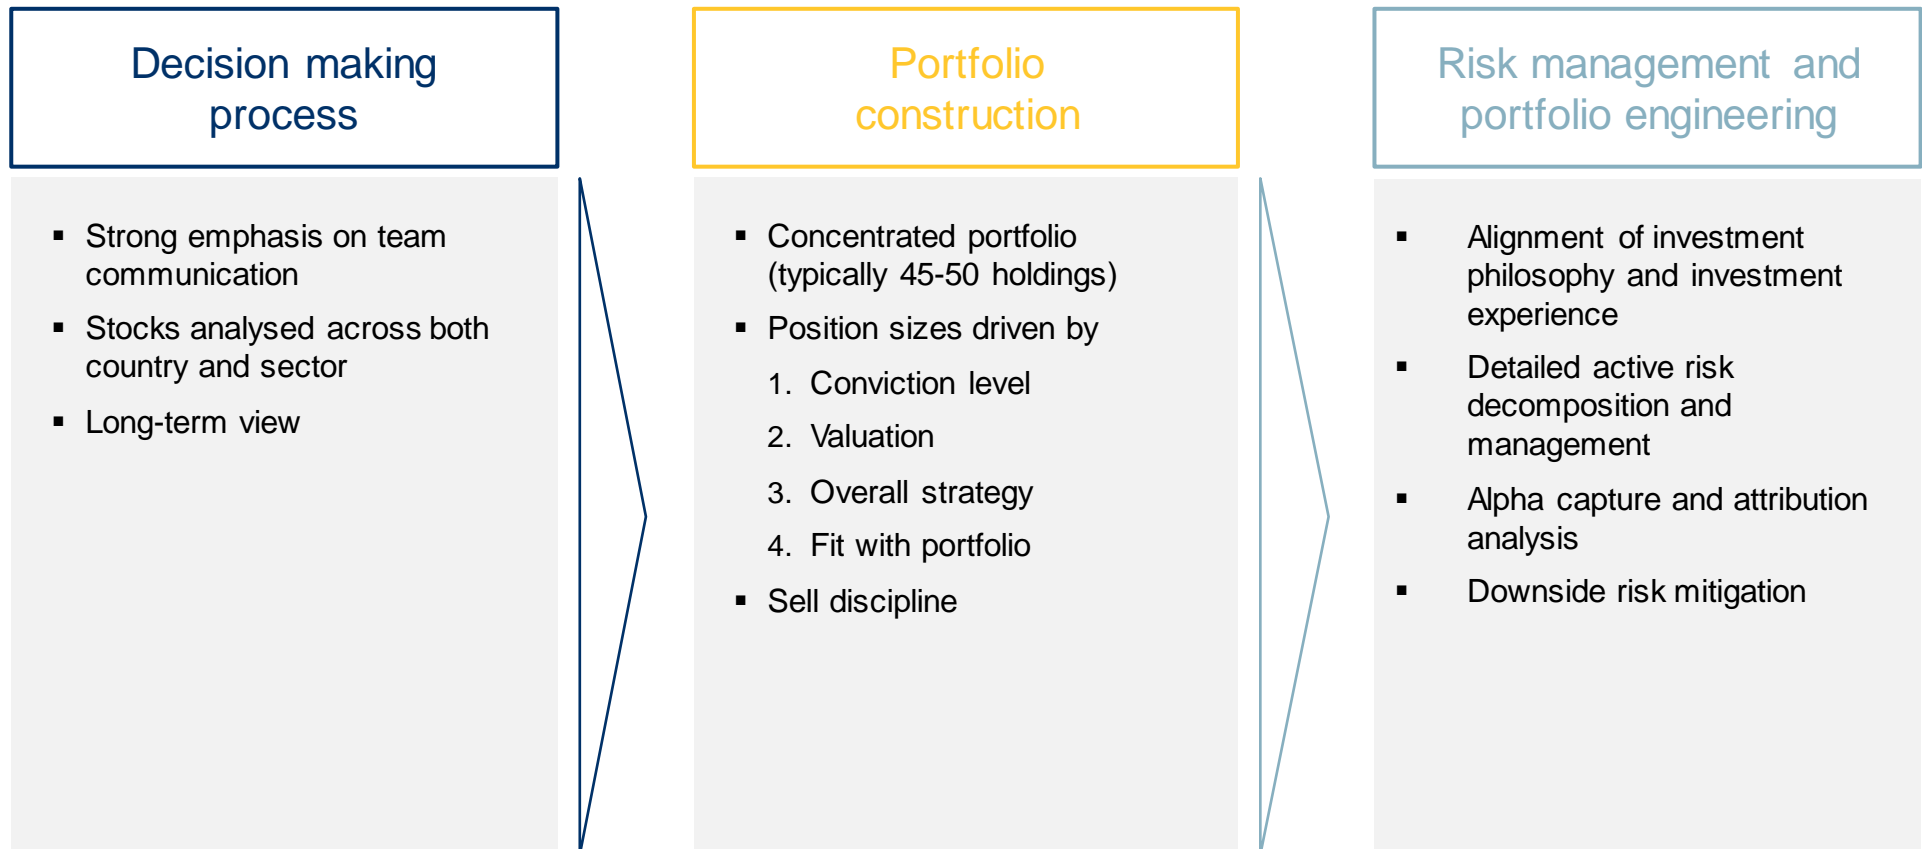 Decision making
process
▪ Strong emphasis on team
communication
▪ Stocks analysed across both
country and sector
▪ Long-term view
Portfolio
construction
▪ Concentrated portfolio
(typically 45-50 holdings)
▪ Position sizes driven by
1. Conviction level
2. Valuation
3. Overall strategy
4. Fit with portfolio
▪ Sell discipline
Risk management and
portfolio engineering
▪ Alignment of investment
philosophy and investment
experience
▪ Detailed active risk
decomposition and
management
▪ Alpha capture and attribution
analysis
▪ Downside risk mitigation